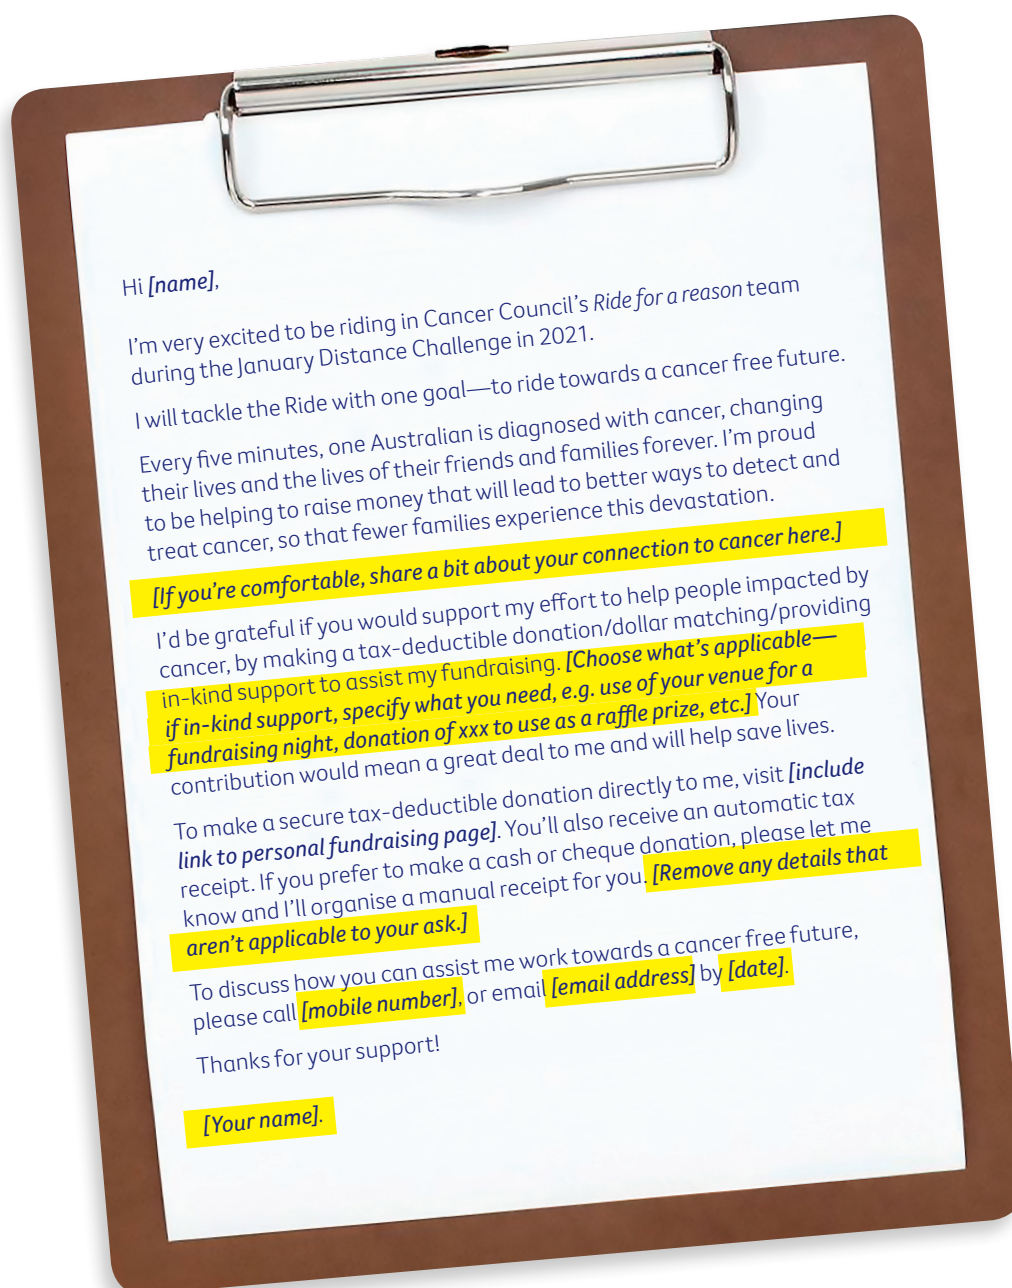 Hi [name],
I'm very excited to be riding in Cancer Council's Ride for a reason team
during the January Distance Challenge in 2021.
I will tackle the Ride with one goal—to ride towards a cancer free future.
Every five minutes, one Australian is diagnosed with cancer, changing
their lives and the lives of their friends and families forever. I'm proud
to be helping to raise money that will lead to better ways to detect and
treat cancer, so that fewer families experience this devastation.
[If you're comfortable, share a bit about your connection to cancer here.]
I'd be grateful if you would support my effort to help people impacted by
cancer, by making a tax-deductible donation/dollar matching/providing
in-kind support to assist my fundraising. [Choose what's applicable—
if in-kind support, specify what you need, e.g. use of your venue for a
fundraising night, donation of xxx to use as a raffle prize, etc.] Your
contribution would mean a great deal to me and will help save lives.
To make a secure tax-deductible donation directly to me, visit [include
link to personal fundraising page]. You'll also receive an automatic tax
receipt. If you prefer to make a cash or cheque donation, please let me
know and I'll organise a manual receipt for you. [Remove any details that
aren't applicable to your ask.]
To discuss how you can assist me work towards a cancer free future,
please call [mobile number], or email [email address] by [date].
Thanks for your support!
[Your name].